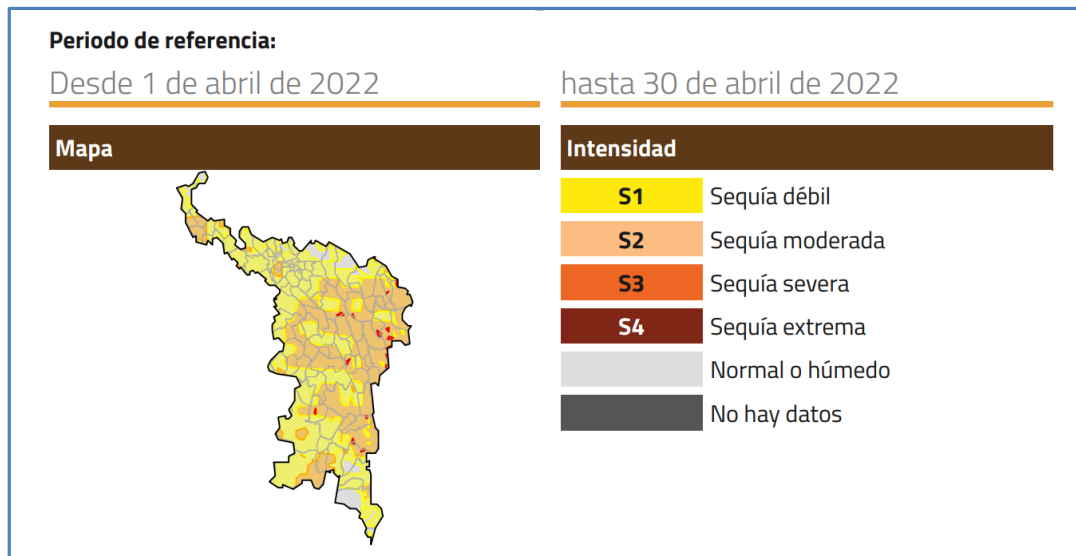 Periodo de referencia:
Desde 1 de abril de 2022
hasta 30 de abril de 2022
Mapa
Intensidad
S1 Sequía débil
S2 Sequía moderada
S3 Sequía severa
S4 Sequía extrema
Normal o húmedo
No hay datos